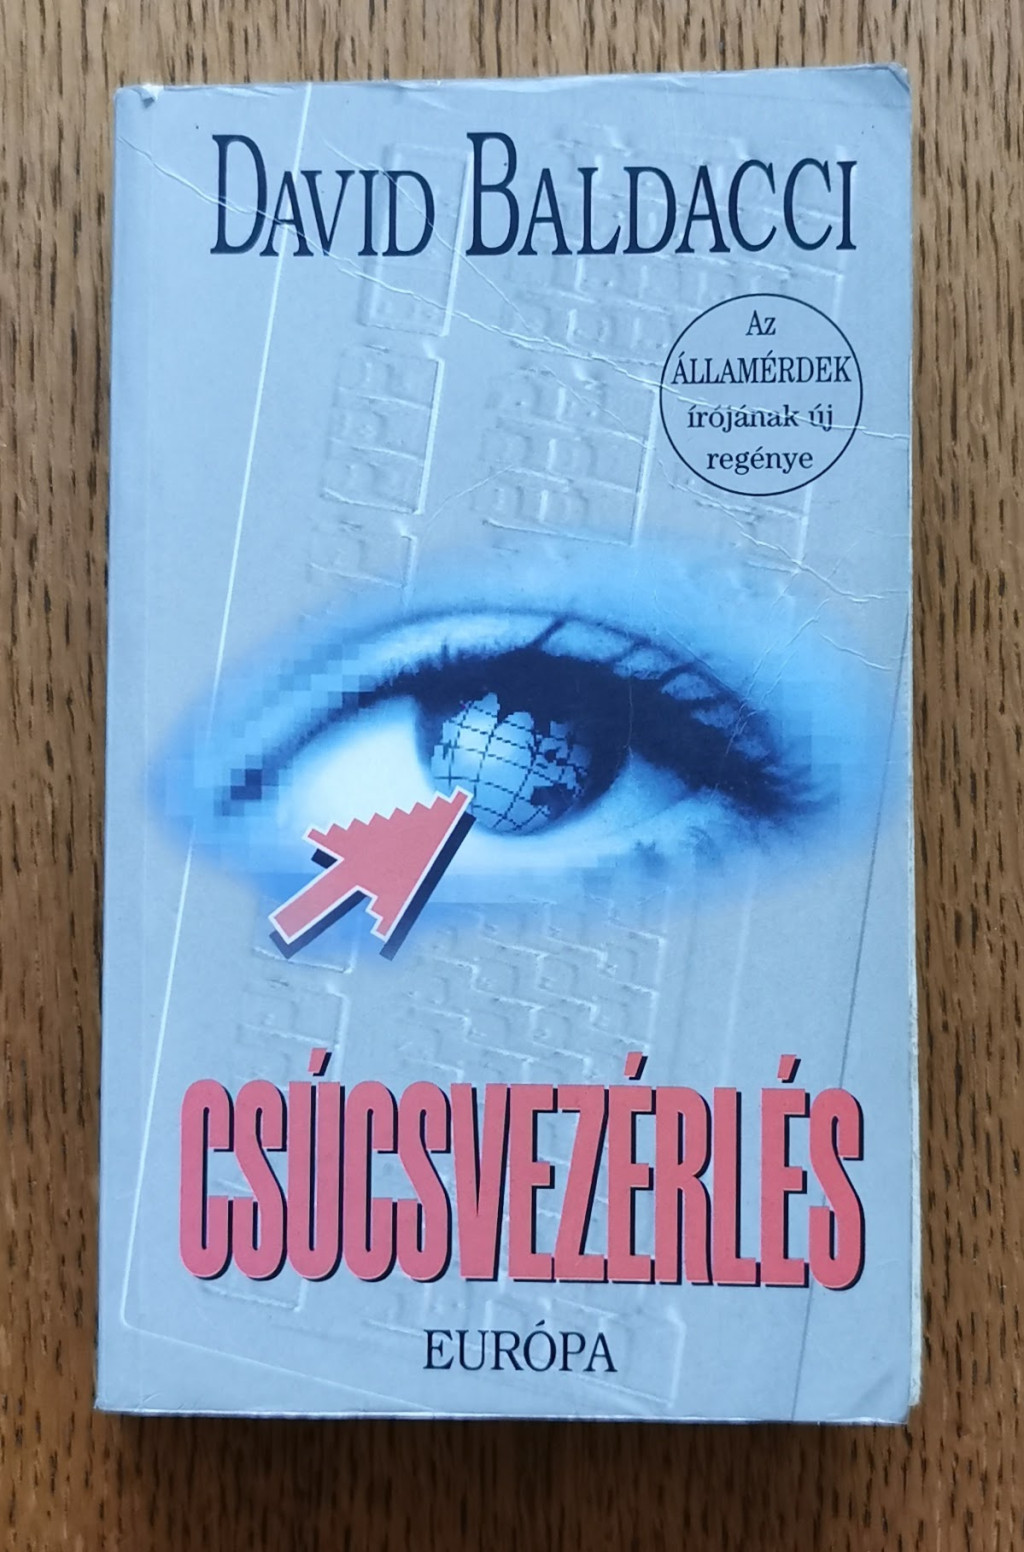 DAVID BALDACCI
Az
ÁLLAMÉRDEK
írójának új
regénye
CSÚCSVEZÉRLÉS
EURÓPA